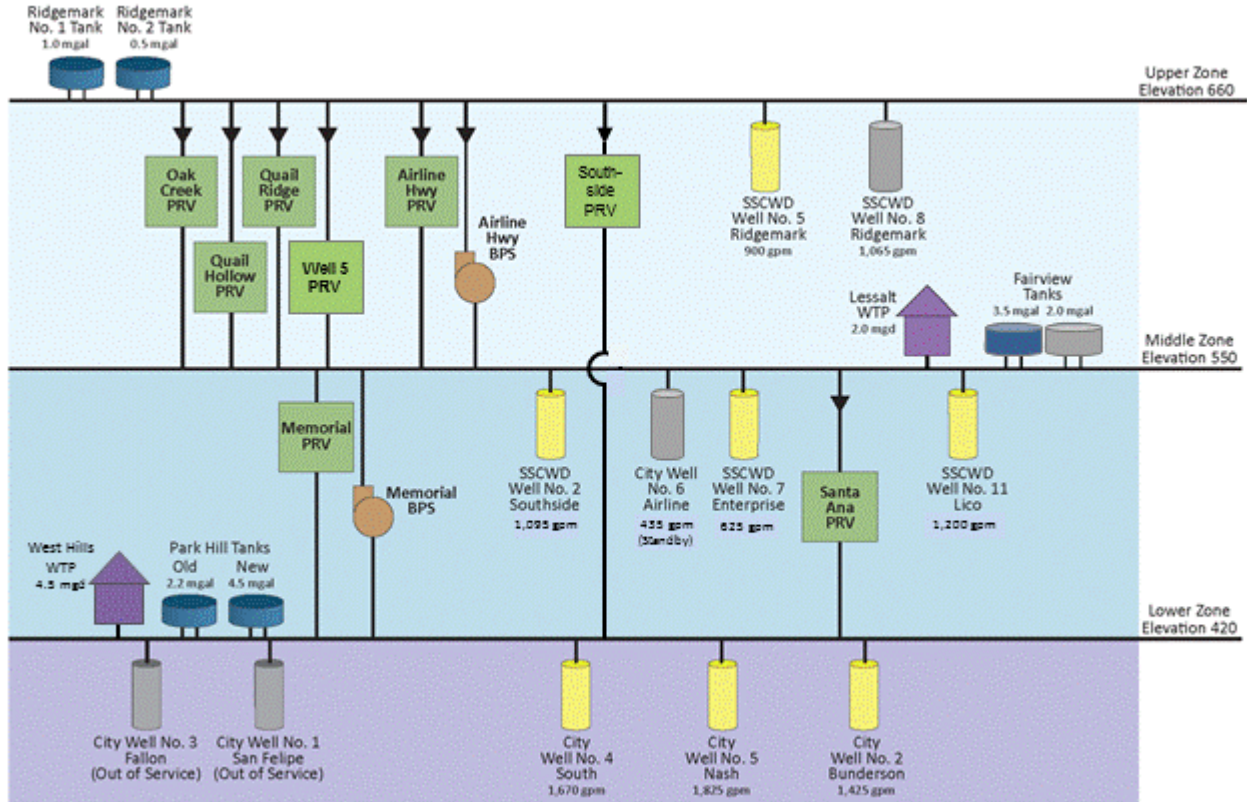 Ridgemark
No. 1 Tank
1.0 mgal
Ridgemark
No. 2 Tank
0.5 mgal
Upper Zone
Elevation 660
Oak
Creek
PRV
Quail
Hollow
PRV
Quail
Ridge
PRV
Well 5
PRV
Airline
Hwy
PRV
Airline
Hwy
BPS
South-
side
PRV
SSCWD
Well No. 5
Ridgemark
900 gpm
SSCWD
Well No. 8
Ridgemark
1,065 gpm
Lessalt
WTP
2.0 mgd
Fairview
Tanks
3.5 mgal
2.0 mgal
Middle Zone
Elevation 550
Memorial
PRV
Memorial
BPS
SSCWD
Well No. 2
Southside
1,095 gpm
City Well
No. 6
Airline
435 gpm
(Standby)
SSCWD
Well No. 7
Enterprise
625 gpm
Santa
Ana
PRV
SSCWD
Well No. 11
Lico
1,200 gpm
West Hills
WTP
4.5 mgd
Park Hill Tanks
Old
2.2 mgal
New
4.5 mgal
Lower Zone
Elevation 420
City Well No. 3
Fallon
(Out of Service)
City Well No. 1
San Felipe
(Out of Service)
City
Well No. 4
South
1,670 gpm
City
Well No. 5
Nash
1,825 gpm
City
Well No. 2
Bunderson
1,425 gpm